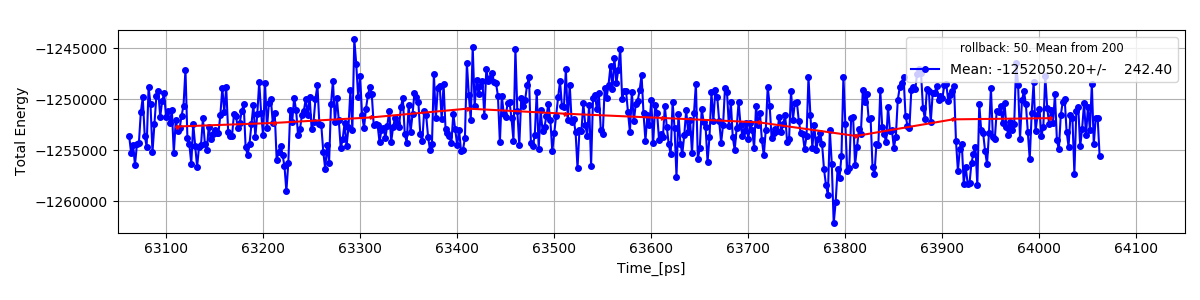 rollback: 50. Mean from 200
Mean: -1252050.20+/- 242.40
Total Energy
−1245000
−1250000
−1255000
−1260000
63100 63200 63300 63400 63500 63600 63700 63800 63900 64000 64100
Time_[ps]